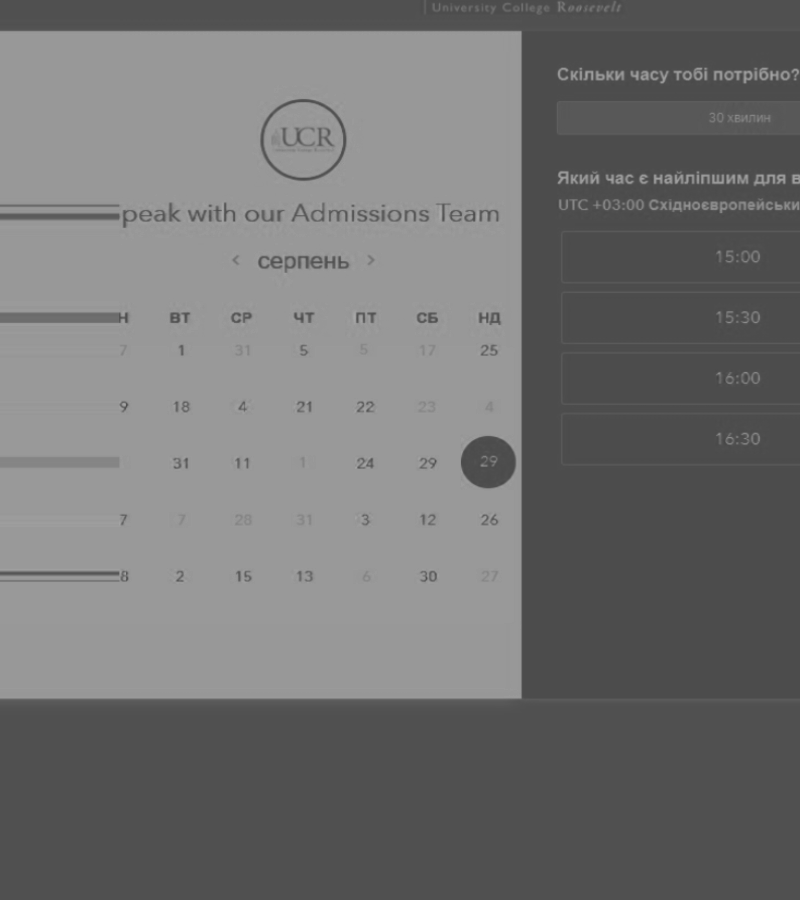 University College Roosevelt
UCR
peak with our Admissions Team
< серпень >
Н ВТ СР ЧТ ПТ СБ НД
7 1 31 5 5 17 25
9 18 4 21 22 23 4
31 11 1 24 29 29
7 7 28 31 3 12 26
8 2 15 13 6 30 27
Скільки часу тобі потрібно?
30 хвилин
Який час є найліпшим для в
UTC +03:00 Східноєвропейськи
15:00
15:30
16:00
16:30